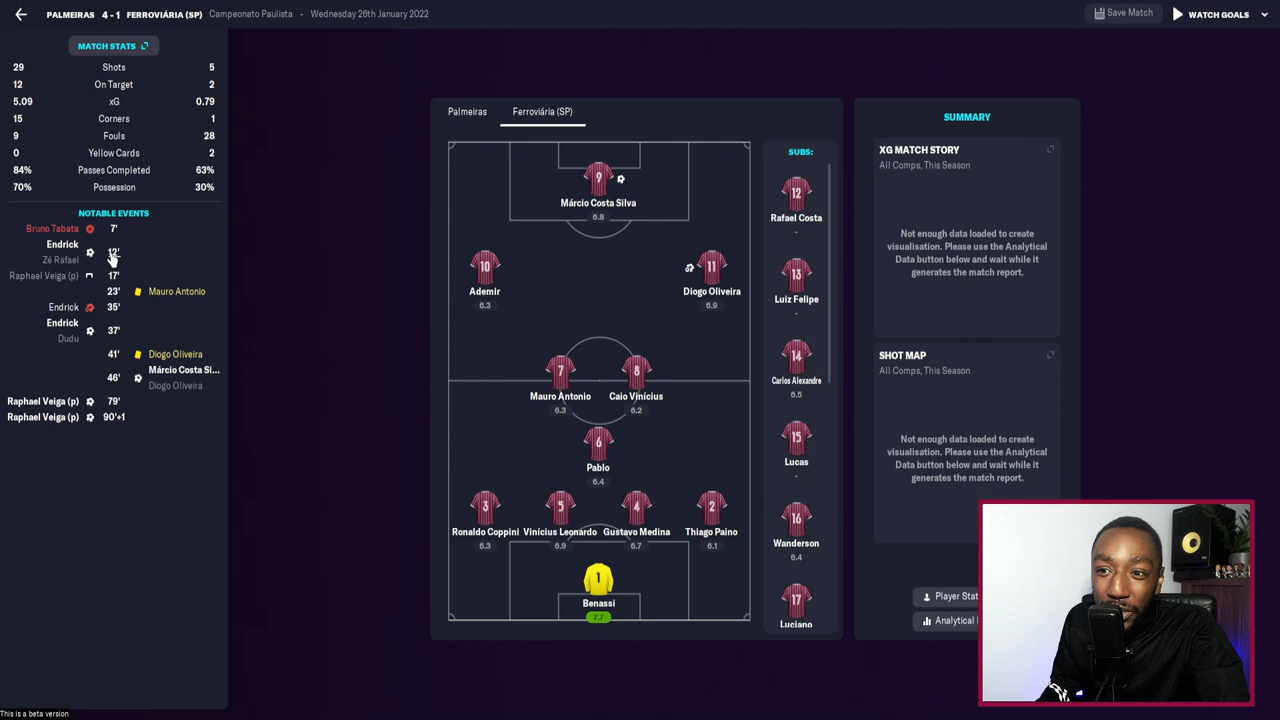 PALMEIRAS 4 - 1 FERROVIÁRIA (SP) Campeonato Paulista - Wednesday 26th January 2022
Save Match
WATCH GOALS
MATCH STATS
29 Shots 5
12 On Target 2
5.09 xG 0.79
15 Corners 1
9 Fouls 28
0 Yellow Cards 2
84% Passes Completed 63%
70% Possession 30%
NOTABLE EVENTS
Bruno Tabata 7'
Endrick 12'
Zé Rafael
Raphael Veiga (p) 17'
23' Mauro Antonio
Endrick 35'
Endrick 37'
Dudu
41' Diogo Oliveira
46' Márcio Costa Si...
Diogo Oliveira
Raphael Veiga (p) 79'
Raphael Veiga (p) 90'+1
Palmeiras Ferroviária (SP)
9
Márcio Costa Silva
6.8
10 11
Ademir Diogo Oliveira
6.3 6.9
7 8
Mauro Antonio Caio Vinícius
6.3 6.2
6
Pablo
6.4
3 5 4 2
Ronaldo Coppini Vinícius Leonardo Gustavo Medina Thiago Paino
6.3 6.9 6.7 6.1
1
Benassi
7.7
SUBS:
12
Rafael Costa
-
13
Luiz Felipe
-
14
Carlos Alexandre
6.5
15
Lucas
-
16
Wanderson
6.4
17
Luciano
SUMMARY
XG MATCH STORY
All Comps, This Season
Not enough data loaded to create
visualisation. Please use the Analytical
Data button below and wait while it
generates the match report.
SHOT MAP
All Comps, This Season
Not enough data loaded to create
visualisation. Please use the Analytical
Data button below and wait while it
generates the match report.
Player Stat
Analytical
This is a beta version